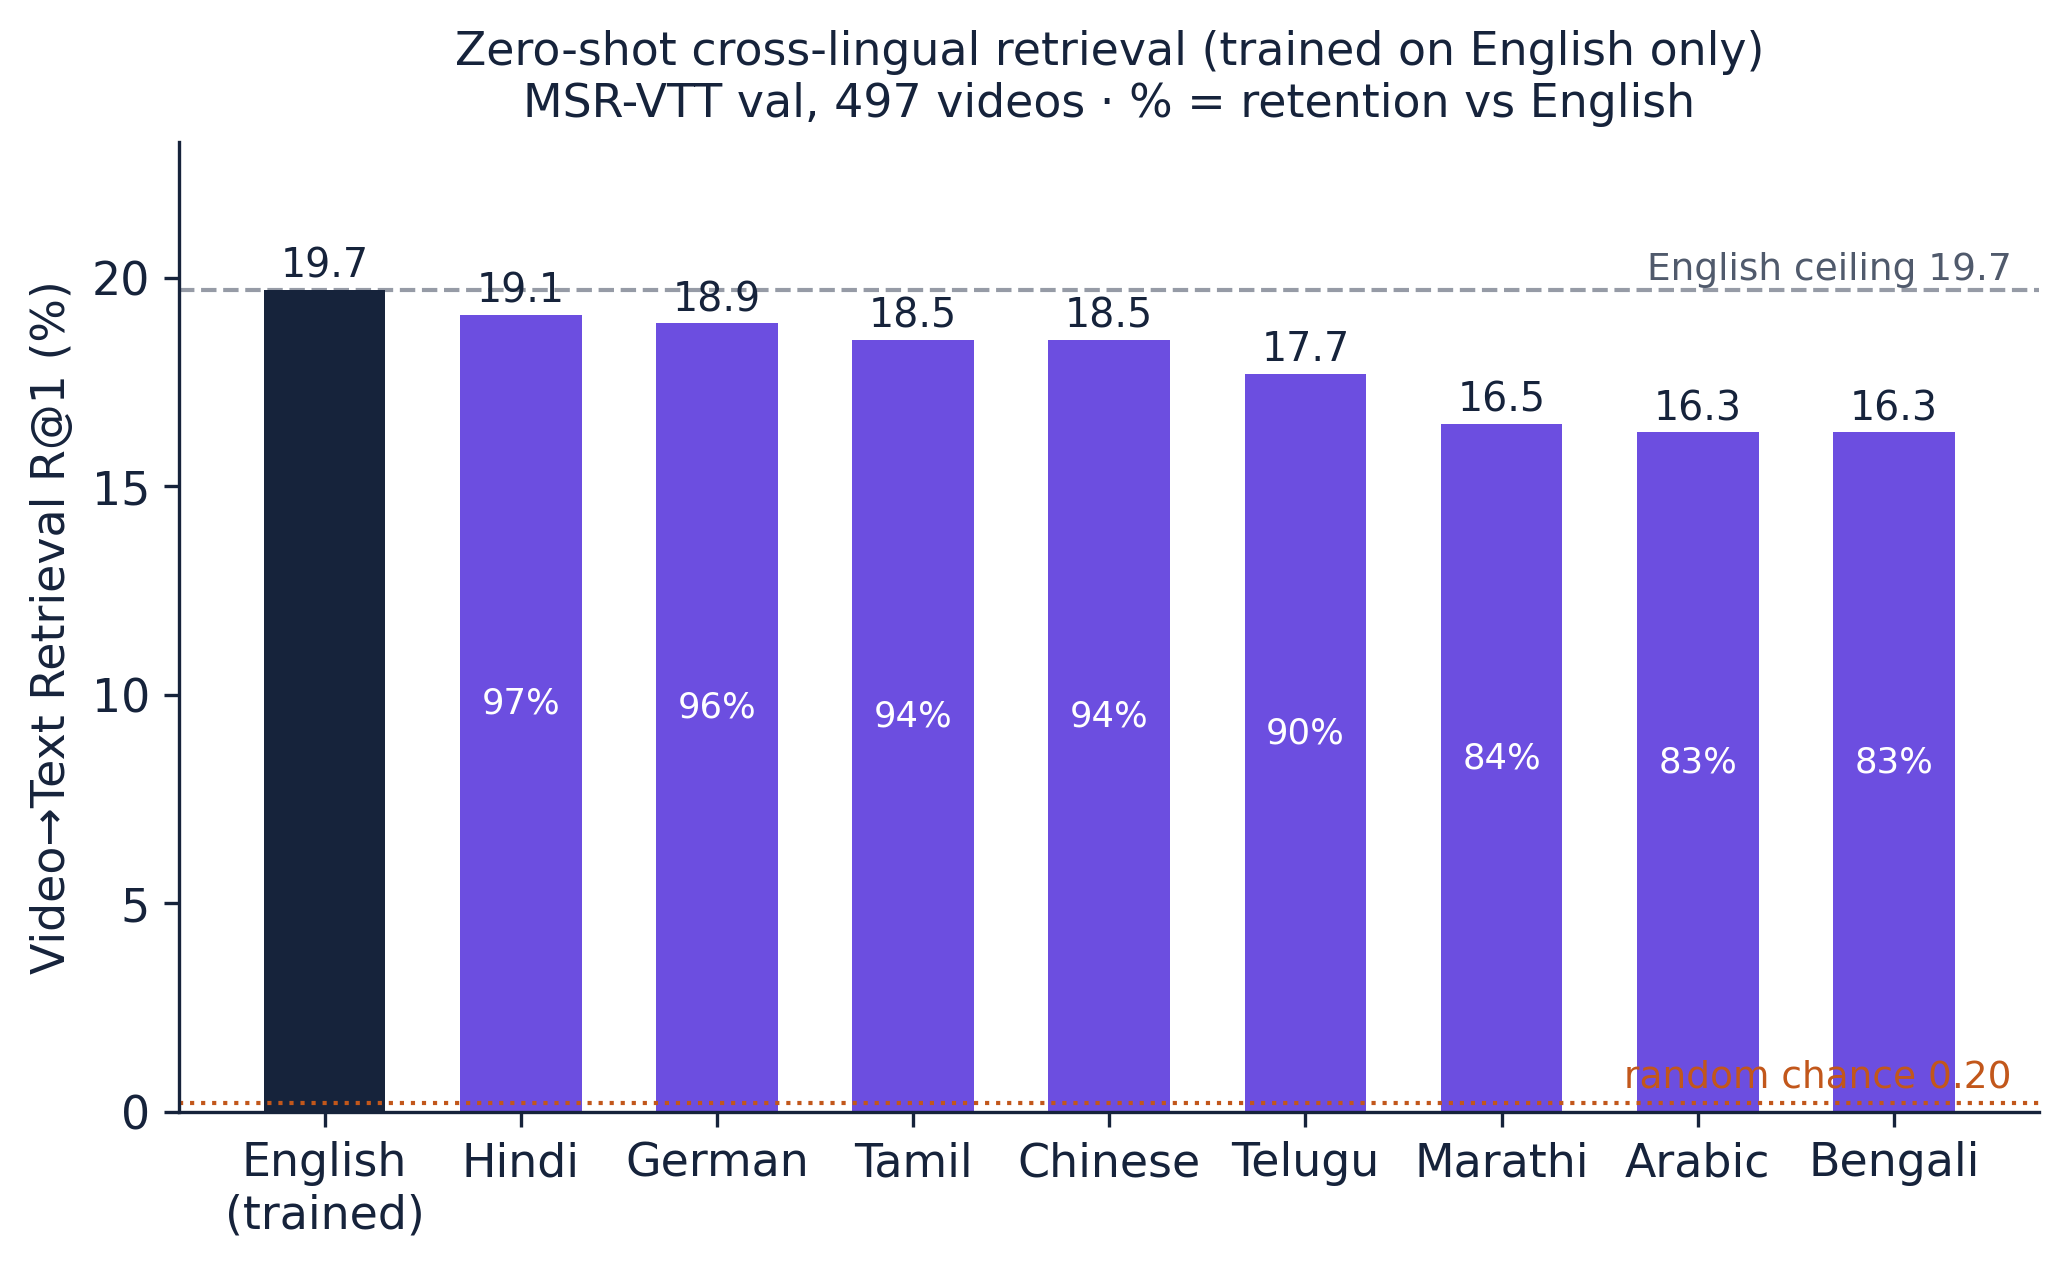 Zero-shot cross-lingual retrieval (trained on English only)
MSR-VTT val, 497 videos · % = retention vs English
Video→Text Retrieval R@1 (%)
20
15
10
5
0
English ceiling 19.7
19.7
19.1
18.9
18.5
18.5
17.7
16.5
16.3
16.3
97%
96%
94%
94%
90%
84%
83%
83%
random chance 0.20
English
(trained)
Hindi
German
Tamil
Chinese
Telugu
Marathi
Arabic
Bengali